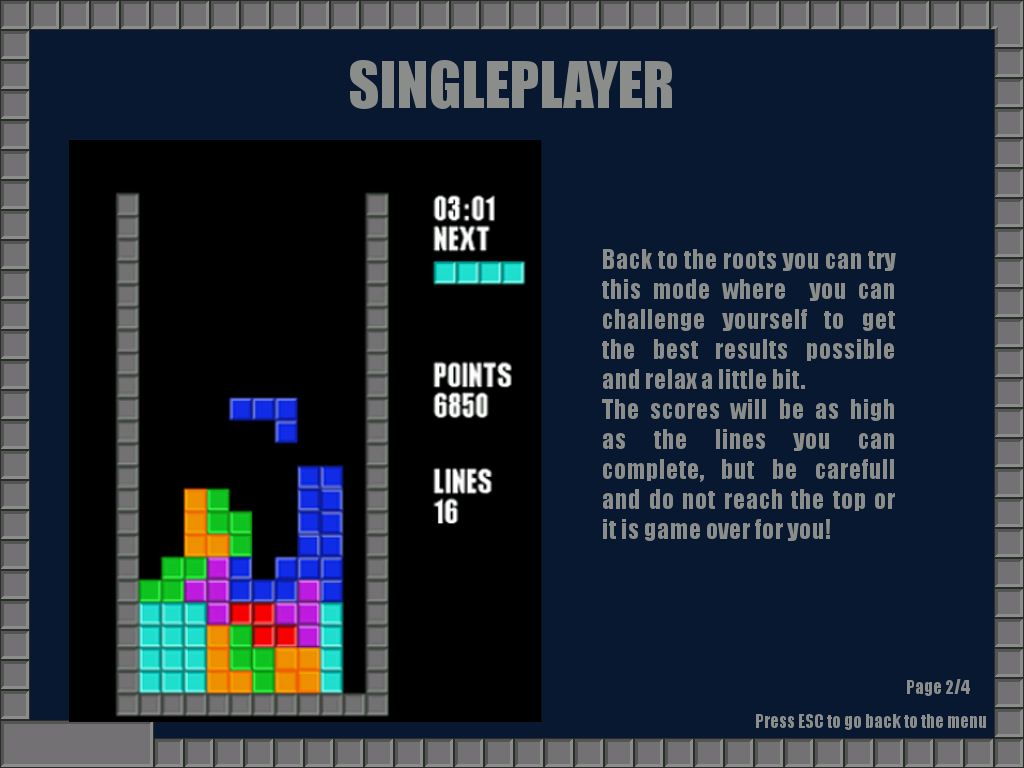 SINGLEPLAYER
03:01
NEXT
POINTS
6850
LINES
16
Back to the roots you can try
this mode where you can
challenge yourself to get
the best results possible
and relax a little bit.
The scores will be as high
as the lines you can
complete, but be carefull
and do not reach the top or
it is game over for you!
Page 2/4
Press ESC to go back to the menu